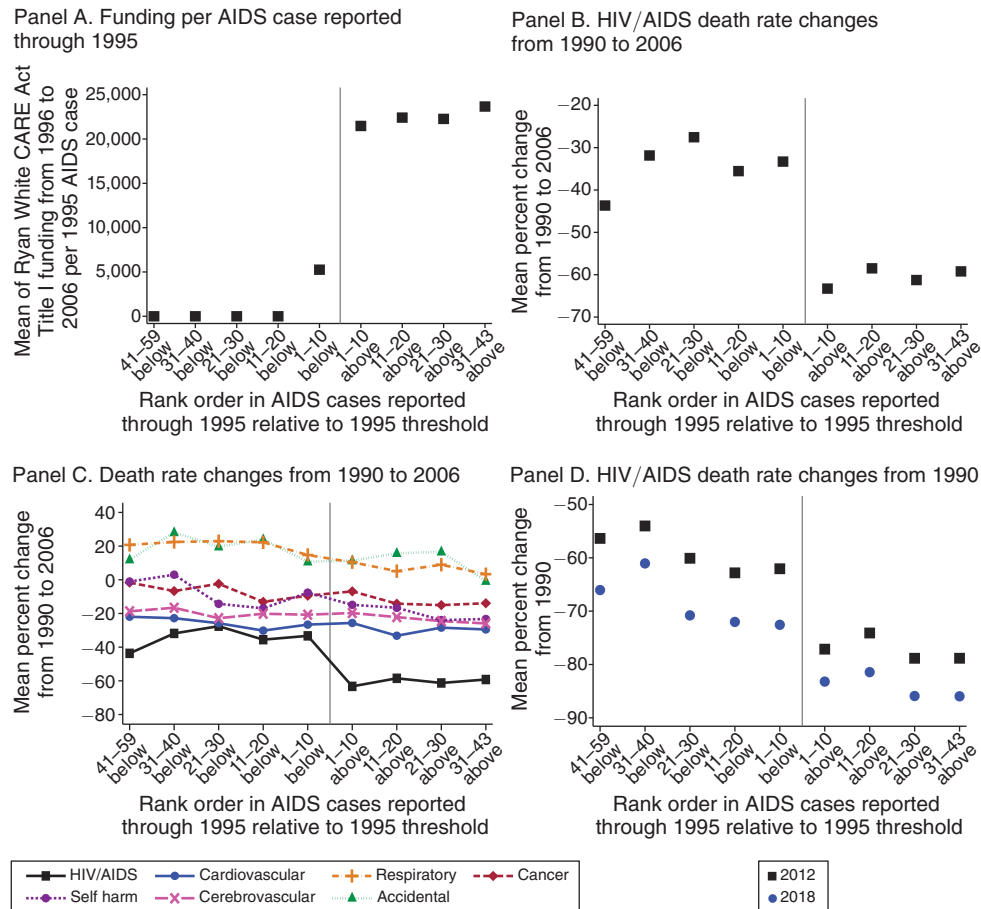 Panel A. Funding per AIDS case reported
through 1995
Mean of Ryan White CARE Act
Title I funding from 1996 to
2006 per 1995 AIDS case
25,000
20,000
15,000
10,000
5,000
0
41–59 below
31–40 below
21–30 below
11–20 below
1–10 below
1–10 above
11–20 above
21–30 above
31–43 above
Rank order in AIDS cases reported
through 1995 relative to 1995 threshold
Panel B. HIV/AIDS death rate changes
from 1990 to 2006
Mean percent change
from 1990 to 2006
−20
−30
−40
−50
−60
−70
41–59 below
31–40 below
21–30 below
11–20 below
1–10 below
1–10 above
11–20 above
21–30 above
31–43 above
Rank order in AIDS cases reported
through 1995 relative to 1995 threshold
Panel C. Death rate changes from 1990 to 2006
Mean percent change
from 1990 to 2006
40
20
0
−20
−40
−60
−80
41–59 below
31–40 below
21–30 below
11–20 below
1–10 below
1–10 above
11–20 above
21–30 above
31–43 above
Rank order in AIDS cases reported
through 1995 relative to 1995 threshold
Panel D. HIV/AIDS death rate changes from 1990
Mean percent change
from 1990
−50
−60
−70
−80
−90
41–59 below
31–40 below
21–30 below
11–20 below
1–10 below
1–10 above
11–20 above
21–30 above
31–43 above
Rank order in AIDS cases reported
through 1995 relative to 1995 threshold
HIV/AIDS Cardiovascular Respiratory Cancer
Self harm Cerebrovascular Accidental
2012
2018